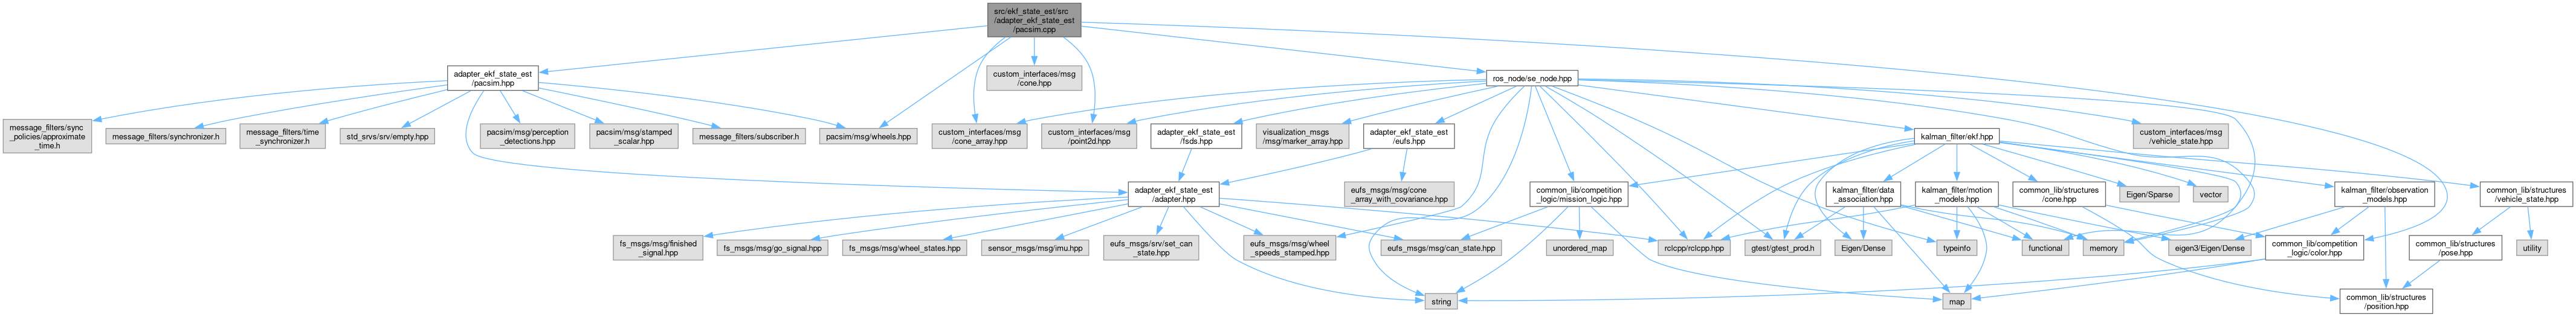 src/ekf_state_est/src
/adapter_ekf_state_est
/pacsim.cpp
adapter_ekf_state_est
/pacsim.hpp
custom_interfaces/msg
/cone.hpp
ros_node/se_node.hpp
message_filters/sync
_policies/approximate
_time.h
message_filters/synchronizer.h
message_filters/time
_synchronizer.h
std_srvs/srv/empty.hpp
pacsim/msg/perception
_detections.hpp
pacsim/msg/stamped
_scalar.hpp
message_filters/subscriber.h
pacsim/msg/wheels.hpp
custom_interfaces/msg
/cone_array.hpp
custom_interfaces/msg
/point2d.hpp
adapter_ekf_state_est
/fsds.hpp
visualization_msgs
/msg/marker_array.hpp
adapter_ekf_state_est
/eufs.hpp
kalman_filter/ekf.hpp
custom_interfaces/msg
/vehicle_state.hpp
adapter_ekf_state_est
/adapter.hpp
eufs_msgs/msg/cone
_array_with_covariance.hpp
common_lib/competition
_logic/mission_logic.hpp
kalman_filter/data
_association.hpp
kalman_filter/motion
_models.hpp
common_lib/structures
/cone.hpp
Eigen/Sparse
vector
kalman_filter/observation
_models.hpp
common_lib/structures
/vehicle_state.hpp
fs_msgs/msg/finished
_signal.hpp
fs_msgs/msg/go_signal.hpp
fs_msgs/msg/wheel_states.hpp
sensor_msgs/msg/imu.hpp
eufs_msgs/srv/set_can
_state.hpp
eufs_msgs/msg/wheel
_speeds_stamped.hpp
eufs_msgs/msg/can_state.hpp
rclcpp/rclcpp.hpp
unordered_map
gtest/gtest_prod.h
Eigen/Dense
typeinfo
functional
memory
eigen3/Eigen/Dense
common_lib/competition
_logic/color.hpp
common_lib/structures
/pose.hpp
utility
string
map
common_lib/structures
/position.hpp